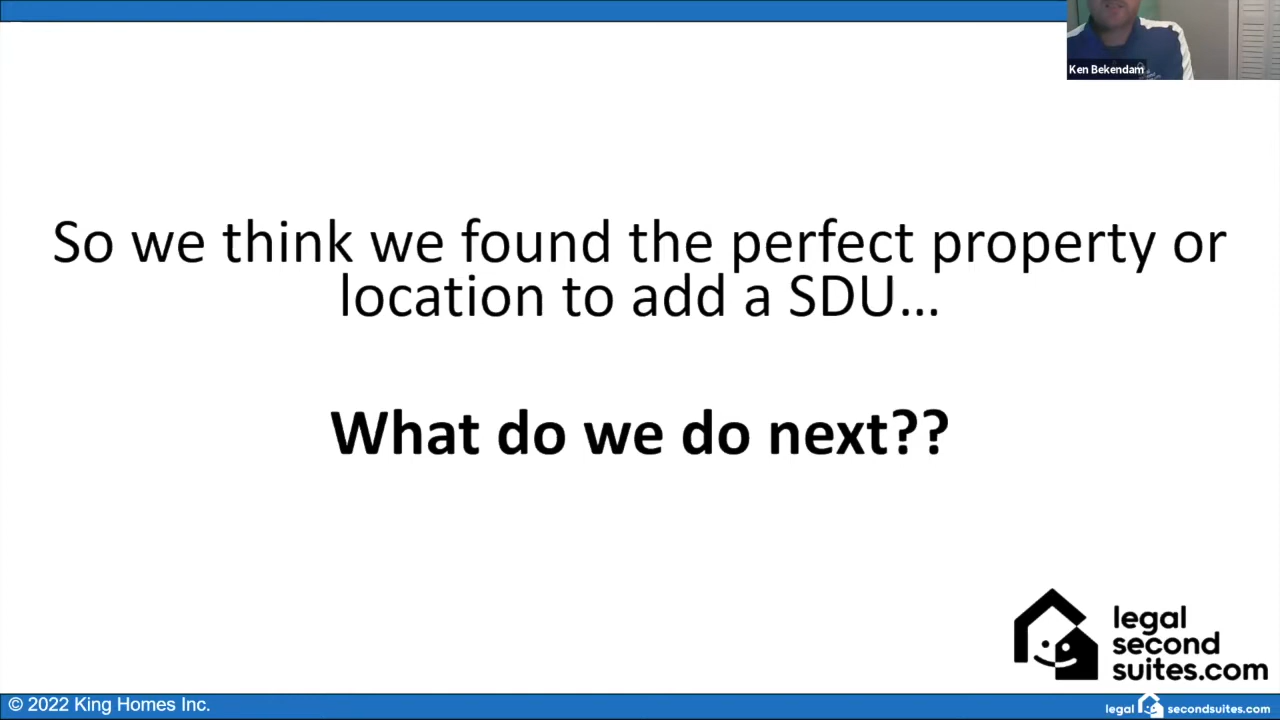 Ken Bekendam
So we think we found the perfect property or
location to add a SDU...
What do we do next??
legal
second
suites.com
© 2022 King Homes Inc.
legal secondsuites.com